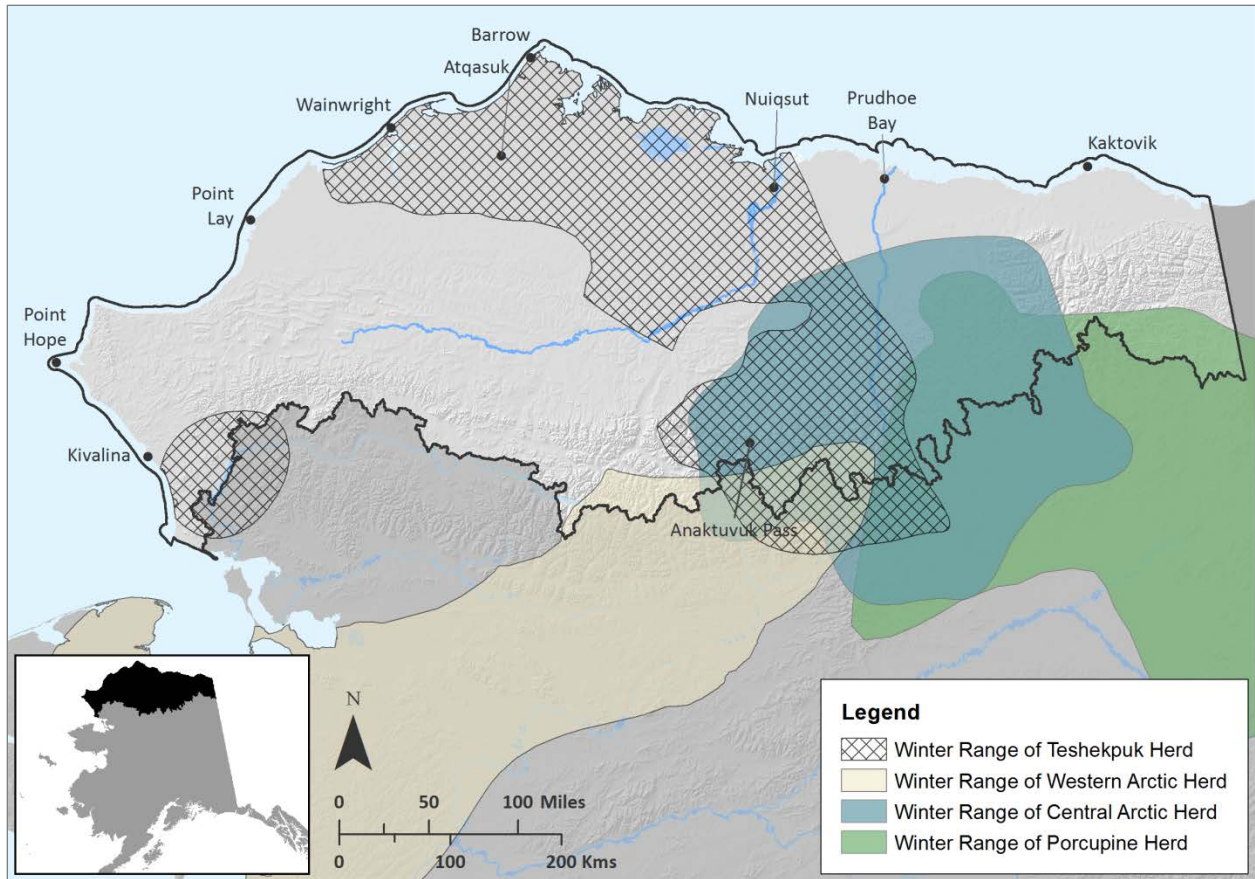 Barrow
Atqasuk
Wainwright
Nuiqsut
Prudhoe
Bay
Kaktovik
Point
Lay
Point
Hope
Kivalina
Anaktuvuk Pass
N
0 50 100 Miles
0 100 200 Kms
Legend
Winter Range of Teshekpuk Herd
Winter Range of Western Arctic Herd
Winter Range of Central Arctic Herd
Winter Range of Porcupine Herd